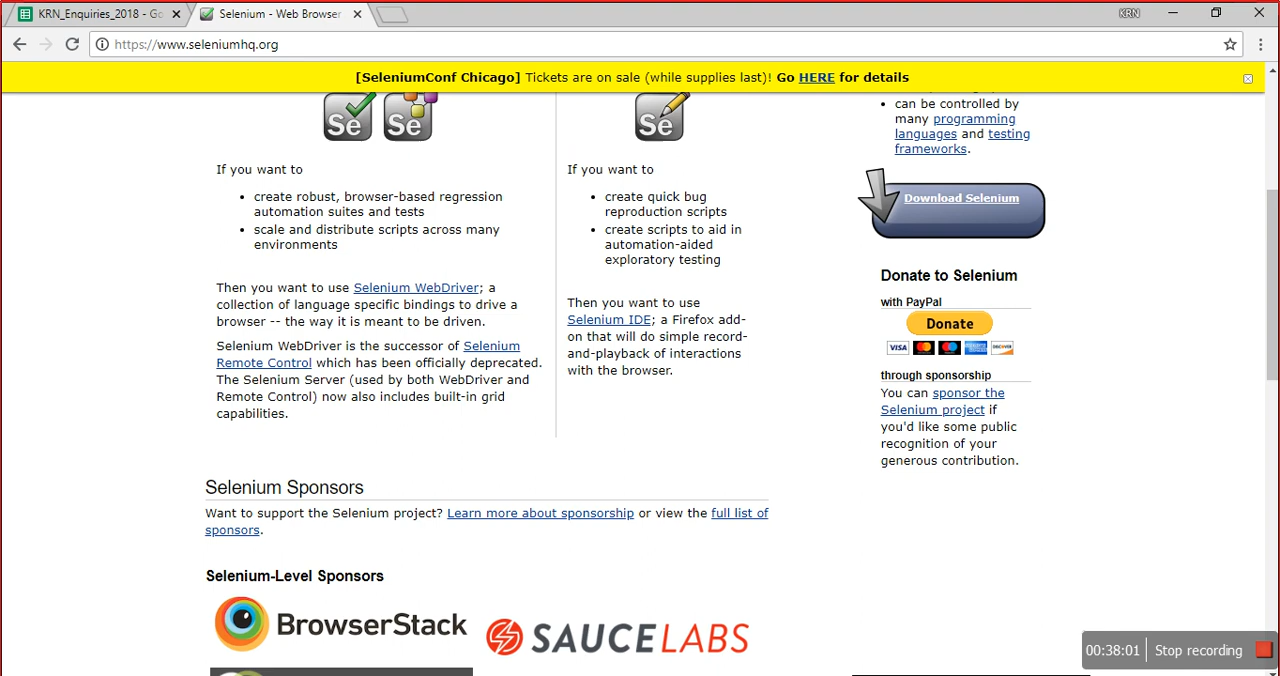 KRN_Enquiries_2018 - Go
Selenium - Web Browser
KRN
https://www.seleniumhq.org
[SeleniumConf Chicago] Tickets are on sale (while supplies last)! Go HERE for details
Se
Se
If you want to
create robust, browser-based regression
automation suites and tests
scale and distribute scripts across many
environments
Then you want to use Selenium WebDriver; a
collection of language specific bindings to drive a
browser -- the way it is meant to be driven.
Selenium WebDriver is the successor of Selenium
Remote Control which has been officially deprecated.
The Selenium Server (used by both WebDriver and
Remote Control) now also includes built-in grid
capabilities.
Se
If you want to
create quick bug
reproduction scripts
create scripts to aid in
automation-aided
exploratory testing
Then you want to use
Selenium IDE; a Firefox add-
on that will do simple record-
and-playback of interactions
with the browser.
can be controlled by
many programming
languages and testing
frameworks.
Download Selenium
Donate to Selenium
with PayPal
Donate
VISA
through sponsorship
You can sponsor the
Selenium project if
you'd like some public
recognition of your
generous contribution.
Selenium Sponsors
Want to support the Selenium project? Learn more about sponsorship or view the full list of
sponsors.
Selenium-Level Sponsors
BrowserStack
SAUCELABS
00:38:01 Stop recording